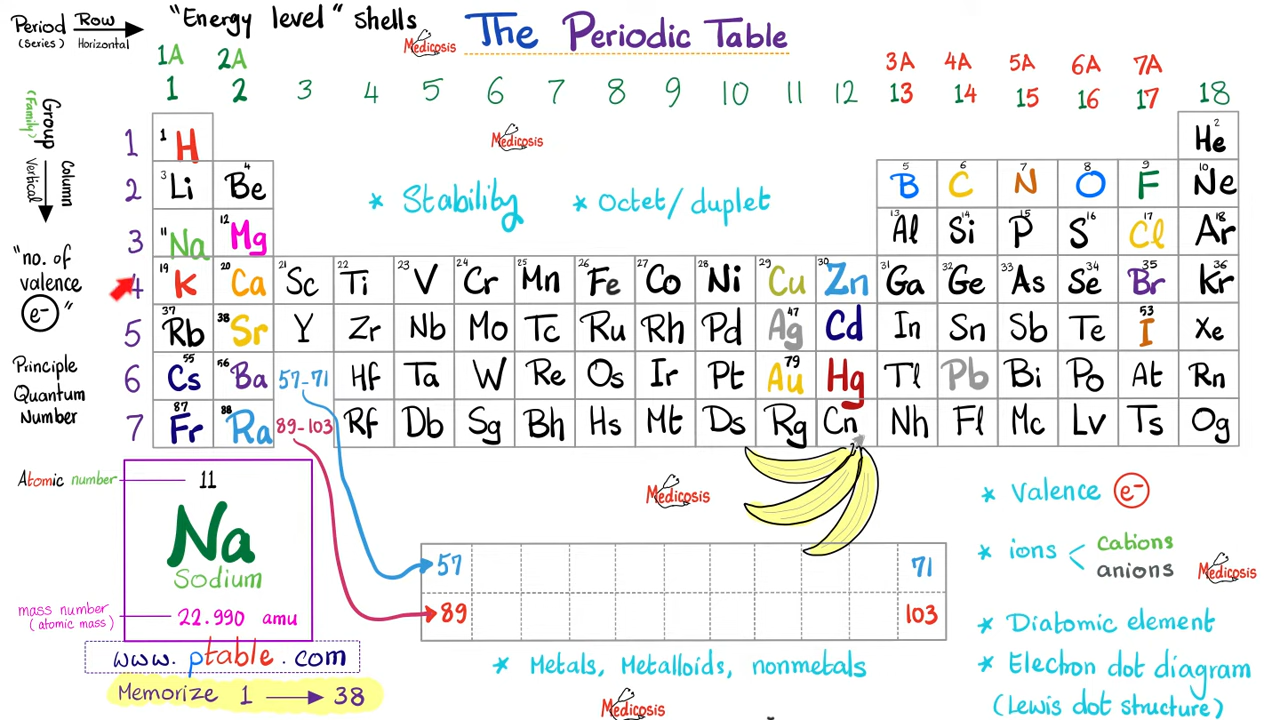 Period Row "Energy level" Shells
(Series) Horizontal
Medicosis
The Periodic Table
1A 2A 3A 4A 5A 6A 7A
1 2 3 4 5 6 7 8 9 10 11 12 13 14 15 16 17 18
Group
(Family)
Column
Vertical
"no. of
valence
e-"
Principle
Quantum
Number
Medicosis
1 1 H 2 He
2 3 Li 4 Be 5 B 6 C 7 N 8 O 9 F 10 Ne
* Stability * Octet/duplet
3 11 Na 12 Mg 13 Al 14 Si 15 P 16 S 17 Cl 18 Ar
4 19 K 20 Ca 21 Sc 22 Ti 23 V 24 Cr 25 Mn 26 Fe 27 Co 28 Ni 29 Cu 30 Zn 31 Ga 32 Ge 33 As 34 Se 35 Br 36 Kr
5 37 Rb 38 Sr Y Zr Nb Mo Tc Ru Rh Pd 47 Ag Cd In Sn Sb Te 53 I Xe
6 55 Cs 56 Ba 57-71 Hf Ta W Re Os Ir Pt 79 Au Hg Tl Pb Bi Po At Rn
7 87 Fr 88 Ra 89-103 Rf Db Sg Bh Hs Mt Ds Rg Cn Nh Fl Mc Lv Ts Og
Atomic number 11
Na
Sodium
mass number
(atomic mass)
22.990 amu
www.ptable.com
Memorize 1 → 38
Medicosis
57 71
89 103
* Metals, Metalloids, nonmetals
Medicosis
* Valence e-
* ions < cations
anions
Medicosis
* Diatomic element
* Electron dot diagram
(Lewis dot structure)